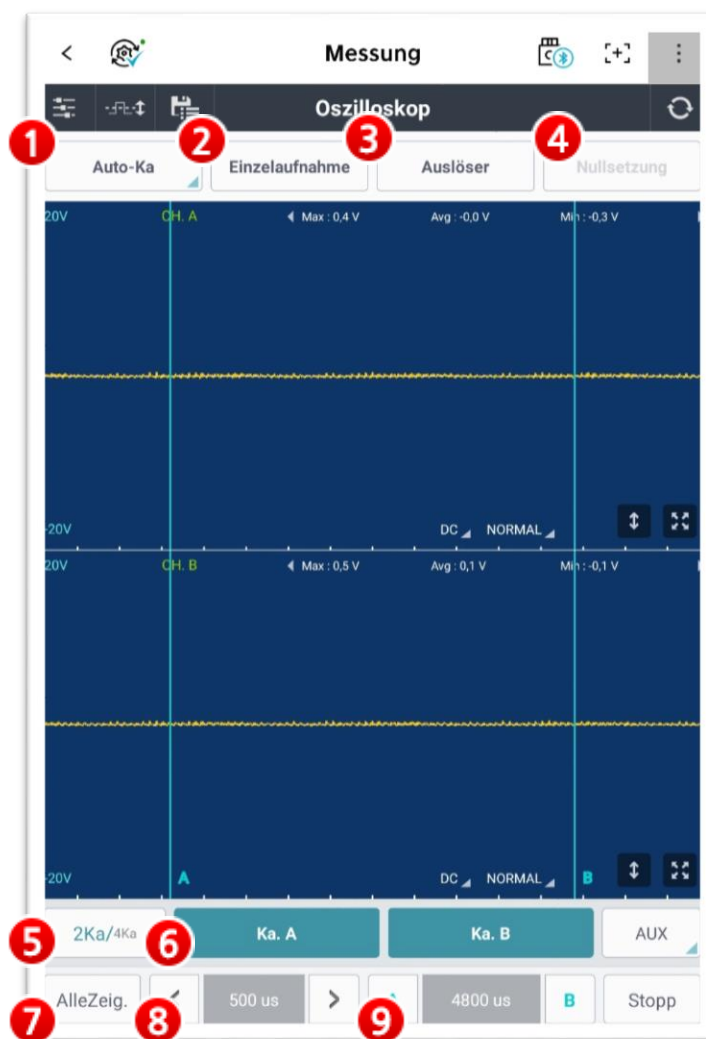 Messung
Oszilloskop
1 2 3 4
Auto-Ka Einzelaufnahme Auslöser Nullsetzung
20V CH. A Max : 0,4 V Avg : -0,0 V Min : -0,3 V
-20V DC NORMAL
20V CH. B Max : 0,5 V Avg : 0,1 V Min : -0,1 V
-20V A DC NORMAL B
5 2Ka/4Ka 6 Ka. A Ka. B AUX
AlleZeig. < 500 us > 4800 us B Stopp
7 8 9